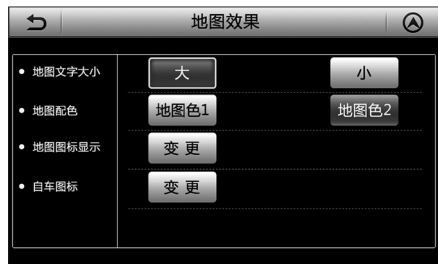 地图效果
地图文字大小 大 小
地图配色 地图色1 地图色2
地图图标显示 变更
自车图标 变更